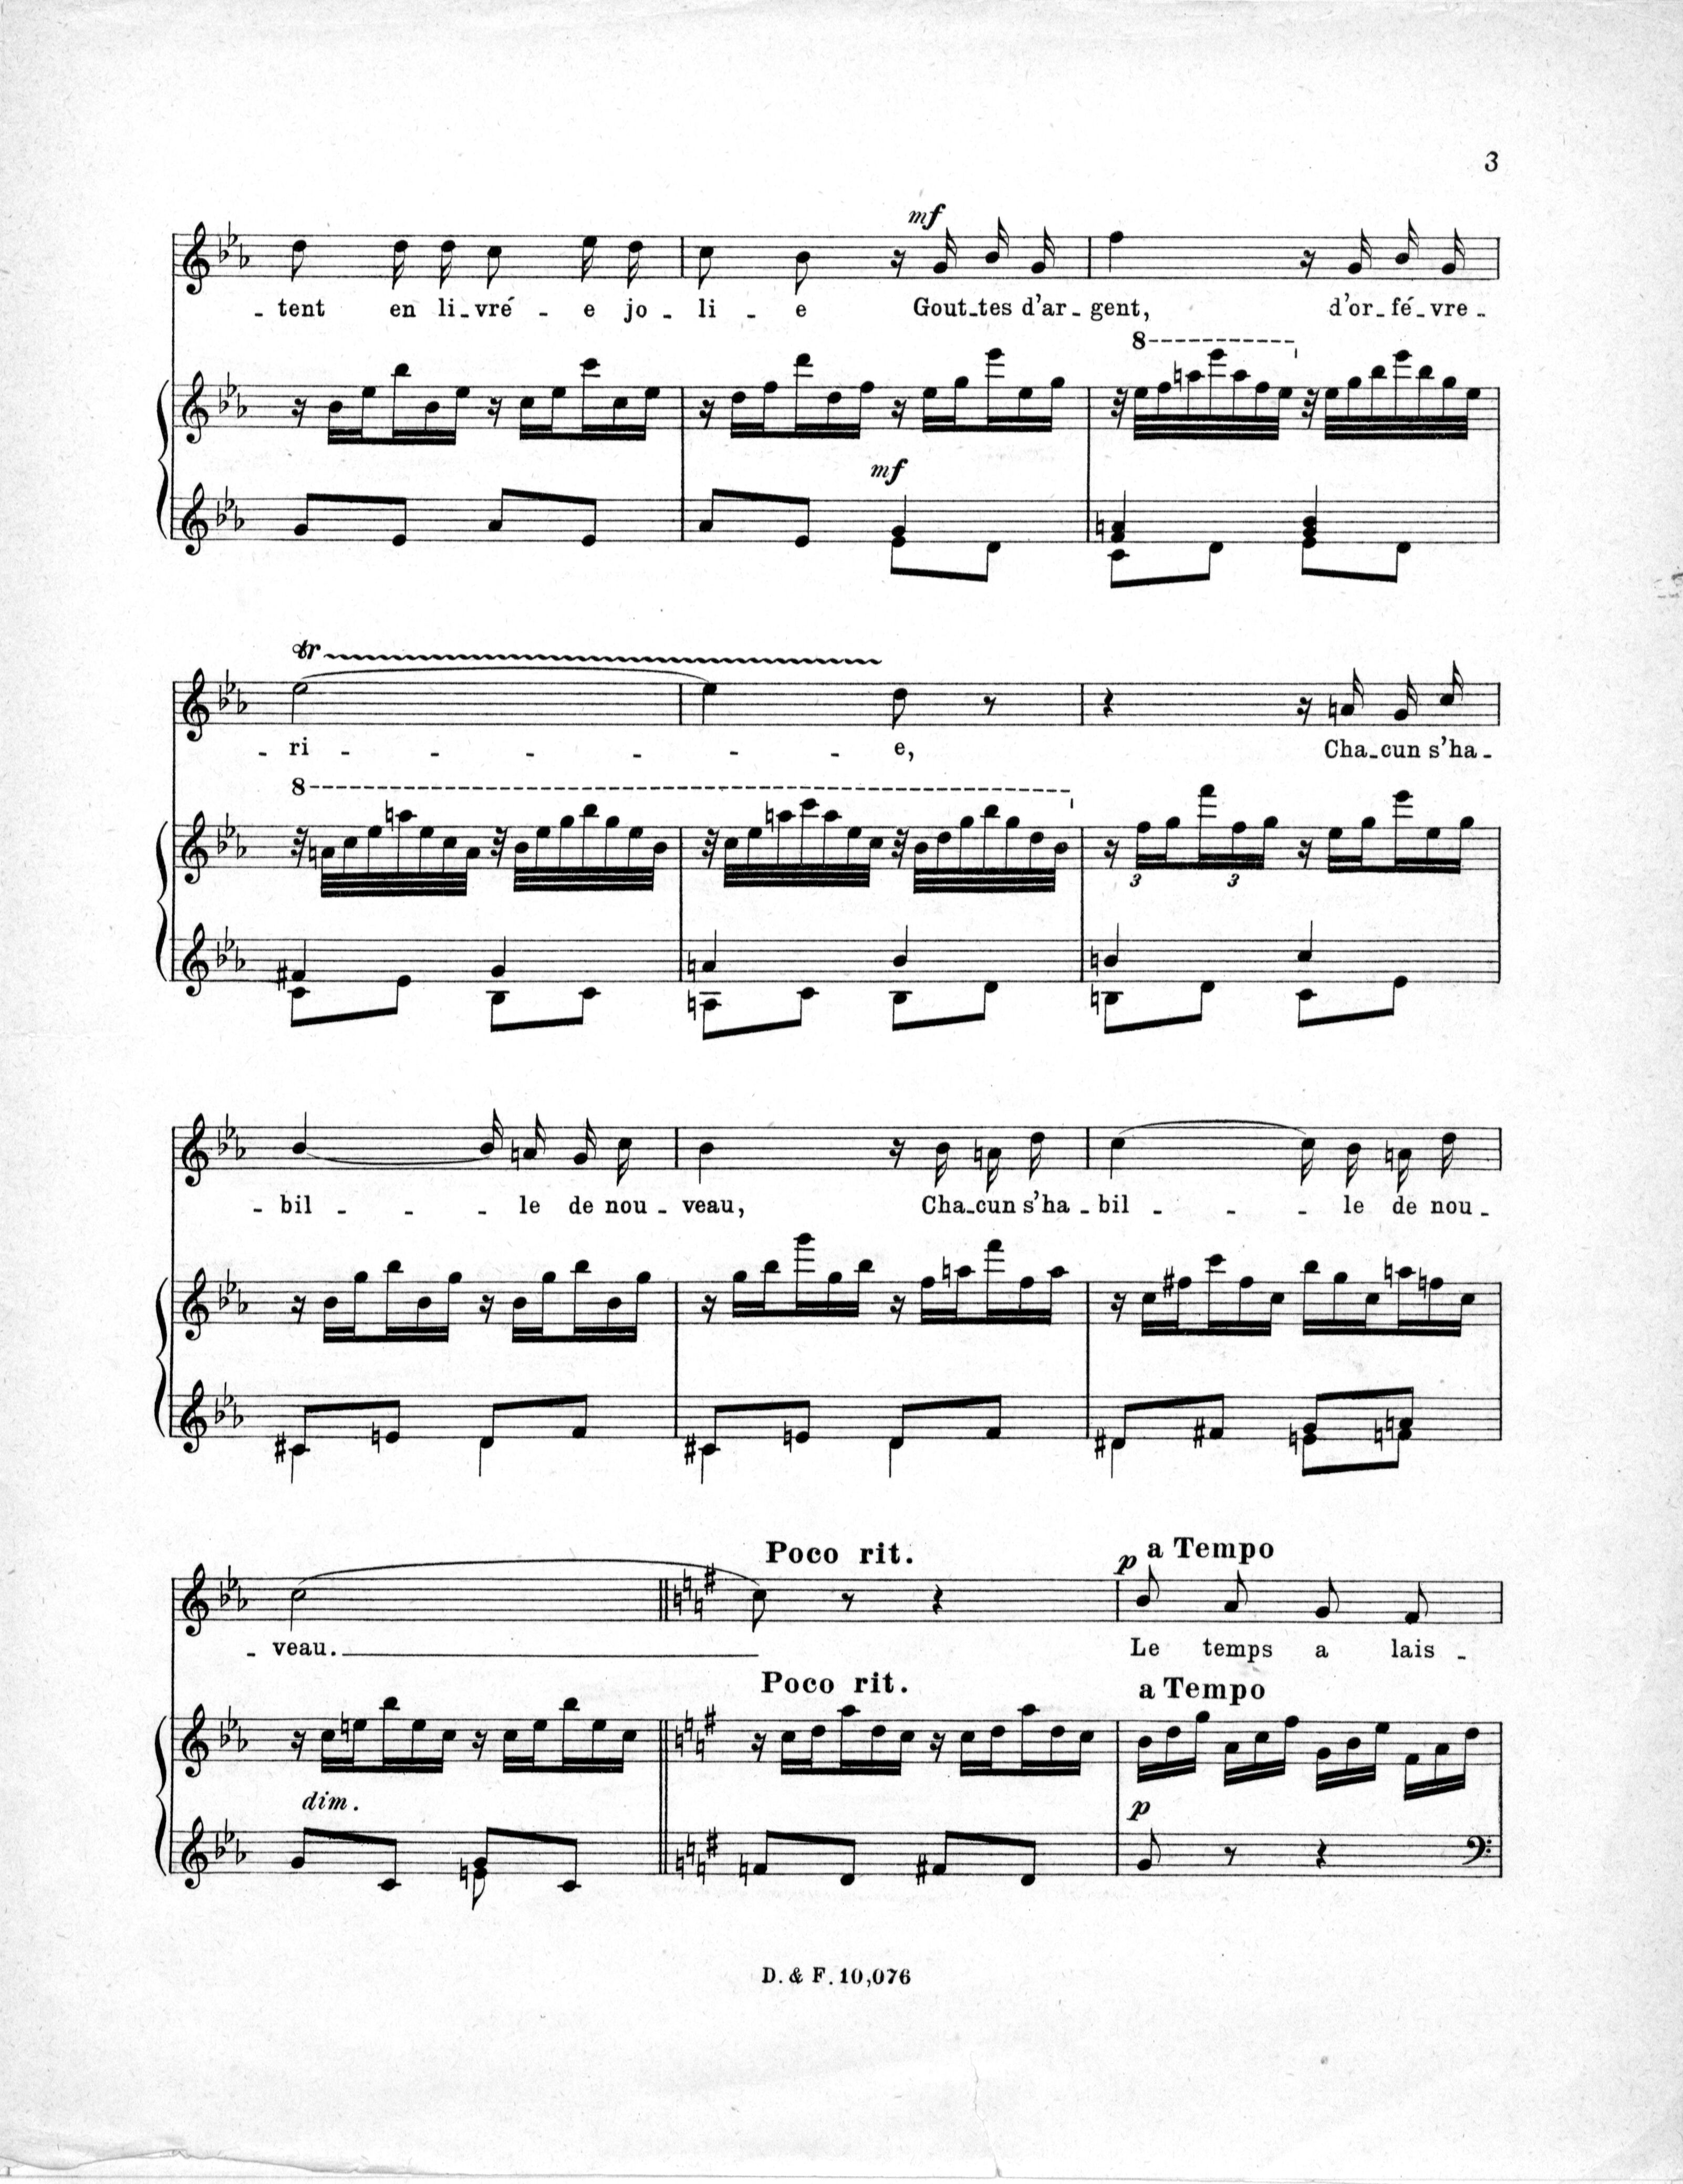 3
mf
- tent en li-vré - e jo - li - e Gout-tes d'ar - gent, d'or - fé - vre -
8
mf
tr
- ri - - - - - e, Cha-cun s'ha -
8
3 3
- bil - - - le de nou - veau, Cha-cun s'ha - bil - - - le de nou -
Poco rit. p a Tempo
- veau. Le temps a lais -
Poco rit. a Tempo
dim. p
D. & F. 10,076